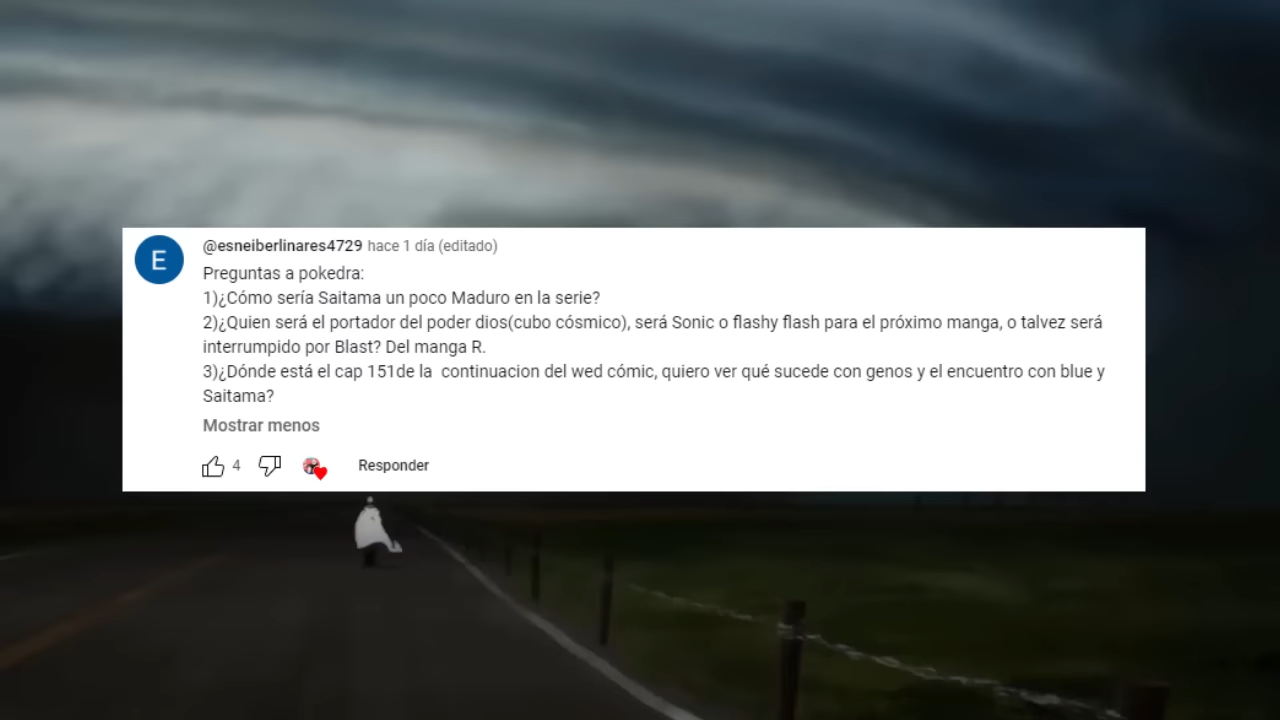 E
@esneiberlinares4729 hace 1 día (editado)
Preguntas a pokedra:
1)¿Cómo sería Saitama un poco Maduro en la serie?
2)¿Quien será el portador del poder dios(cubo cósmico), será Sonic o flashy flash para el próximo manga, o talvez será
interrumpido por Blast? Del manga R.
3)¿Dónde está el cap 151de la  continuacion del wed cómic, quiero ver qué sucede con genos y el encuentro con blue y
Saitama?
Mostrar menos
4 Responder